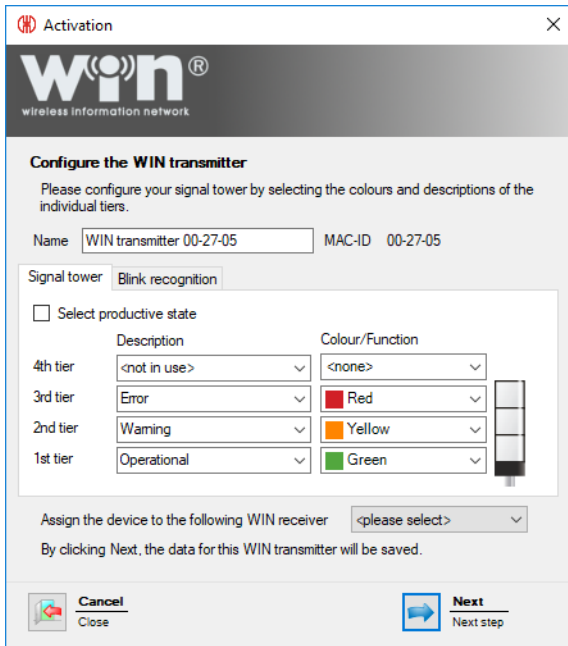 Activation
WIN®
wireless information network
Configure the WIN transmitter
Please configure your signal tower by selecting the colours and descriptions of the
individual tiers.
Name WIN transmitter 00-27-05 MAC-ID 00-27-05
Signal tower Blink recognition
Select productive state
Description Colour/Function
4th tier <not in use> <none>
3rd tier Error Red
2nd tier Warning Yellow
1st tier Operational Green
Assign the device to the following WIN receiver <please select>
By clicking Next, the data for this WIN transmitter will be saved.
Cancel Next
Close Next step